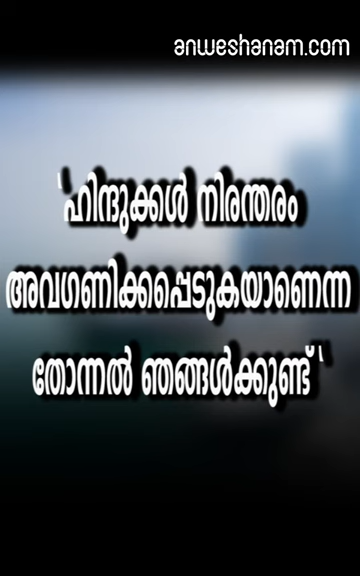 anweshanam.com
'ഹിന്ദുക്കൾ നിരന്തരം
അവഗണിക്കപ്പെടുകയാണെന്ന
തോന്നൽ ഞങ്ങൾക്കുണ്ട് '